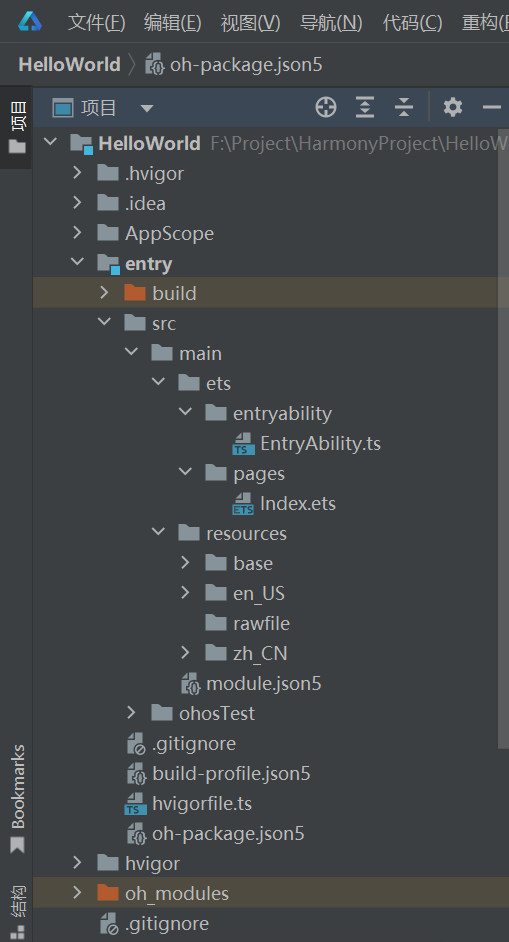 文件(F) 编辑(E) 视图(V) 导航(N) 代码(C) 重构(
HelloWorld oh-package.json5
项目
项目
HelloWorld F:\Project\HarmonyProject\HelloW
.hvigor
.idea
AppScope
entry
build
src
main
ets
entryability
TS EntryAbility.ts
pages
ETS Index.ets
resources
base
en_US
rawfile
zh_CN
module.json5
ohosTest
.gitignore
build-profile.json5
TS hvigorfile.ts
oh-package.json5
hvigor
oh_modules
.gitignore
Bookmarks
结构